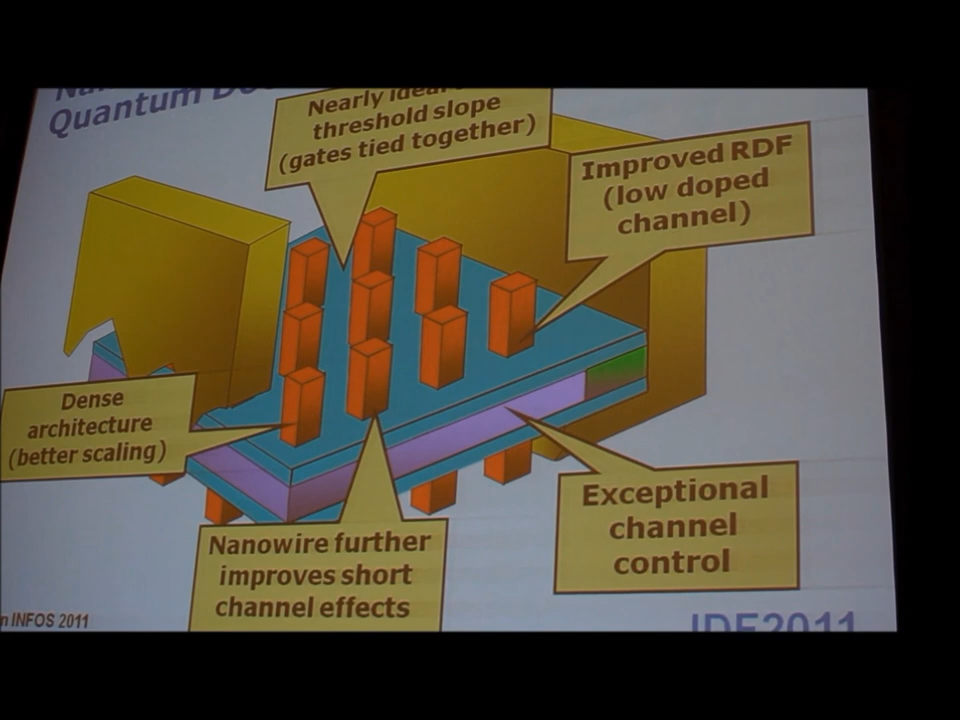 Quantum
Nearly
threshold slope
(gates tied together)
Improved RDF
(low doped
channel)
Dense
architecture
(better scaling)
Exceptional
channel
control
Nanowire further
improves short
channel effects
INFOS 2011
IDF2011